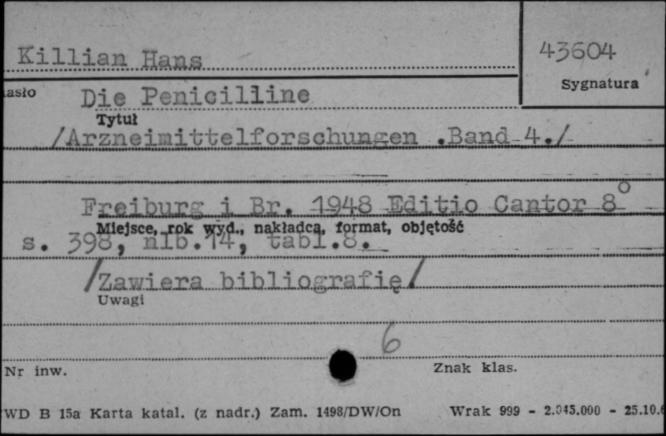 Killian Hans
43604
Sygnatura
Die Penicilline
Tytuł
/Arzneimittelforschungen .Band 4./
Freiburg i Br. 1948 Editio Cantor 8°
Miejsce, rok wyd., nakładca, format, objętość
s. 398, nlb.14, tabl.8.
/Zawiera bibliografię/
Uwagi
6
Nr inw.
Znak klas.
WD B 15a Karta katal. (z nadr.) Zam. 1498/DW/On
Wrak 999 - 2.045.000 - 25.10.